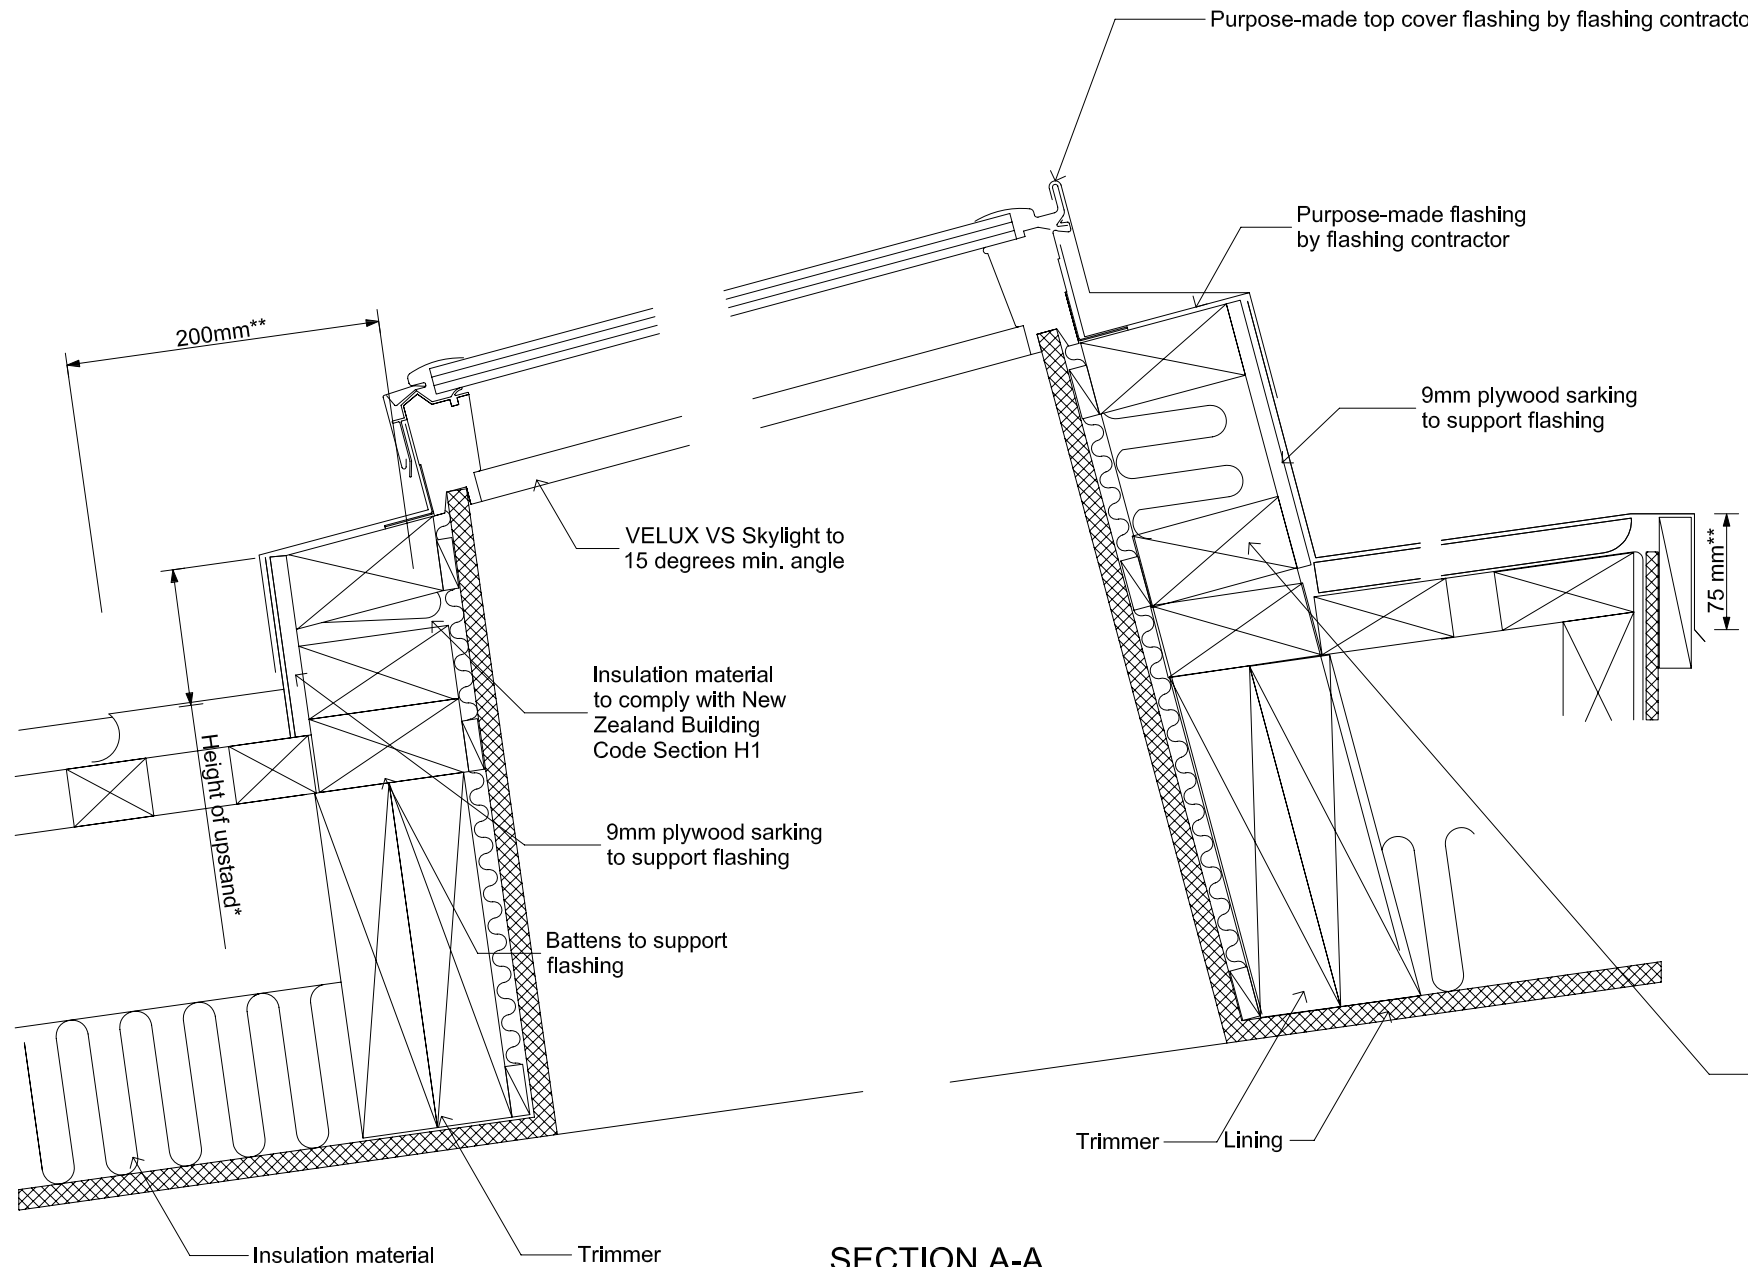 Purpose-made top cover flashing by flashing contracto
Purpose-made flashing
by flashing contractor
200mm**
9mm plywood sarking
to support flashing
VELUX VS Skylight to
15 degrees min. angle
75 mm**
Insulation material
to comply with New
Zealand Building
Code Section H1
Height of upstand*
9mm plywood sarking
to support flashing
Battens to support
flashing
Trimmer
Lining
Insulation material
Trimmer
SECTION A-A